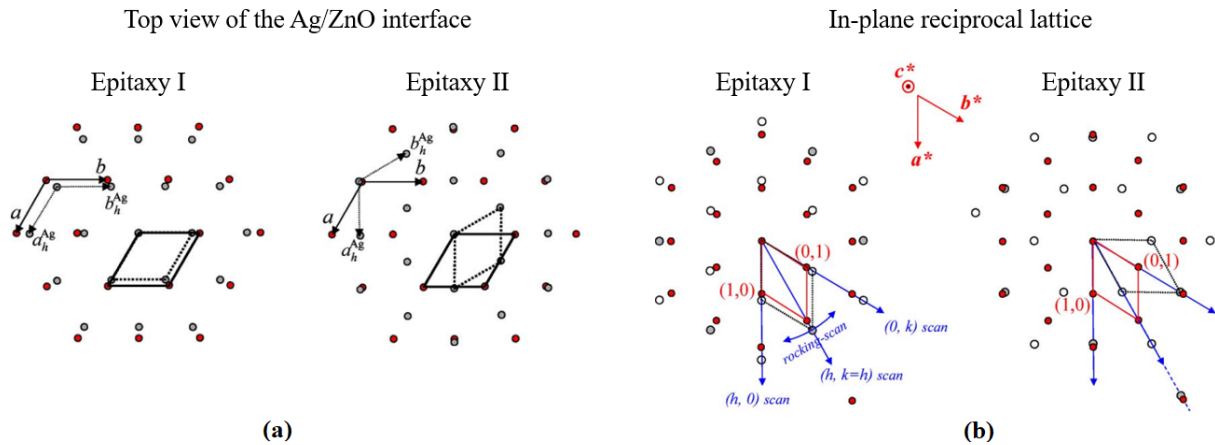 Top view of the Ag/ZnO interface
Epitaxy I
Epitaxy II
b
b_h^Ag
a
a_h^Ag
b_h^Ag
b
a
a_h^Ag
(a)
In-plane reciprocal lattice
Epitaxy I
c*
b*
a*
Epitaxy II
(0,1)
(1,0)
rocking-scan
(0, k) scan
(h, k=h) scan
(h, 0) scan
(0,1)
(1,0)
(b)